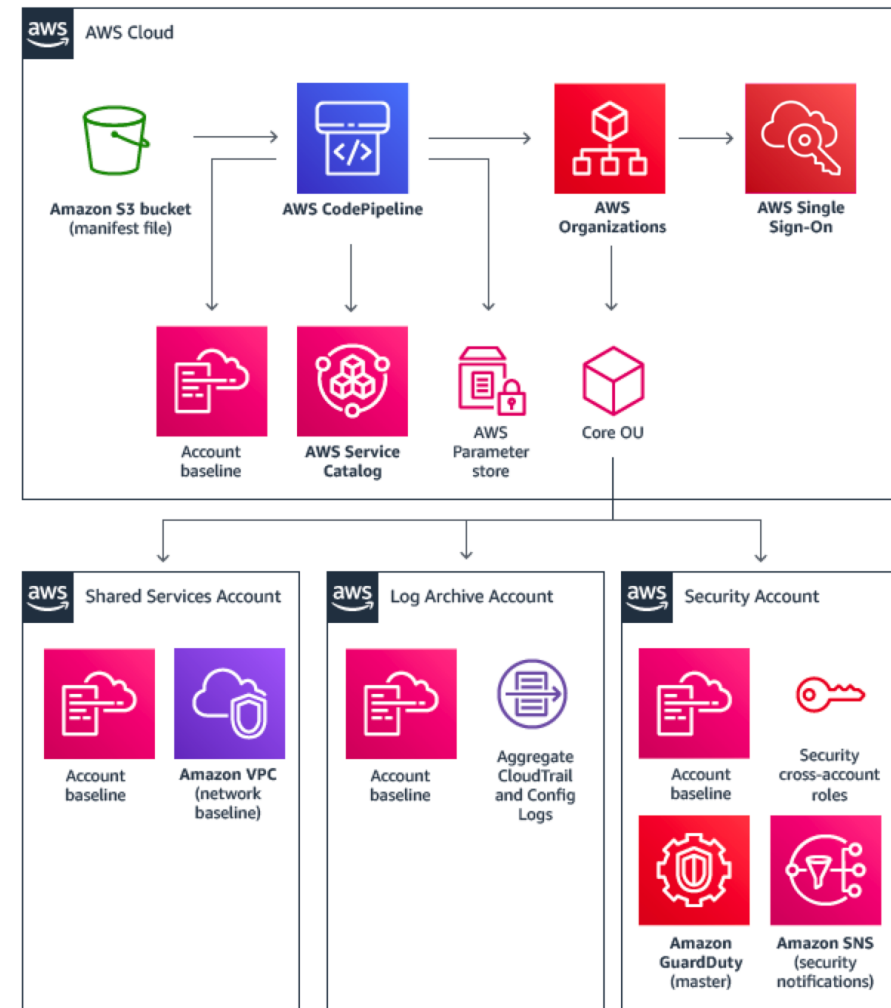 aws AWS Cloud
Amazon S3 bucket
(manifest file)
</>
AWS CodePipeline
AWS
Organizations
AWS Single
Sign-On
Account
baseline
AWS Service
Catalog
AWS
Parameter
store
Core OU
aws Shared Services Account
Account
baseline
Amazon VPC
(network
baseline)
aws Log Archive Account
Account
baseline
Aggregate
CloudTrail
and Config
Logs
aws Security Account
Account
baseline
Security
cross-account
roles
Amazon
GuardDuty
(master)
Amazon SNS
(security
notifications)